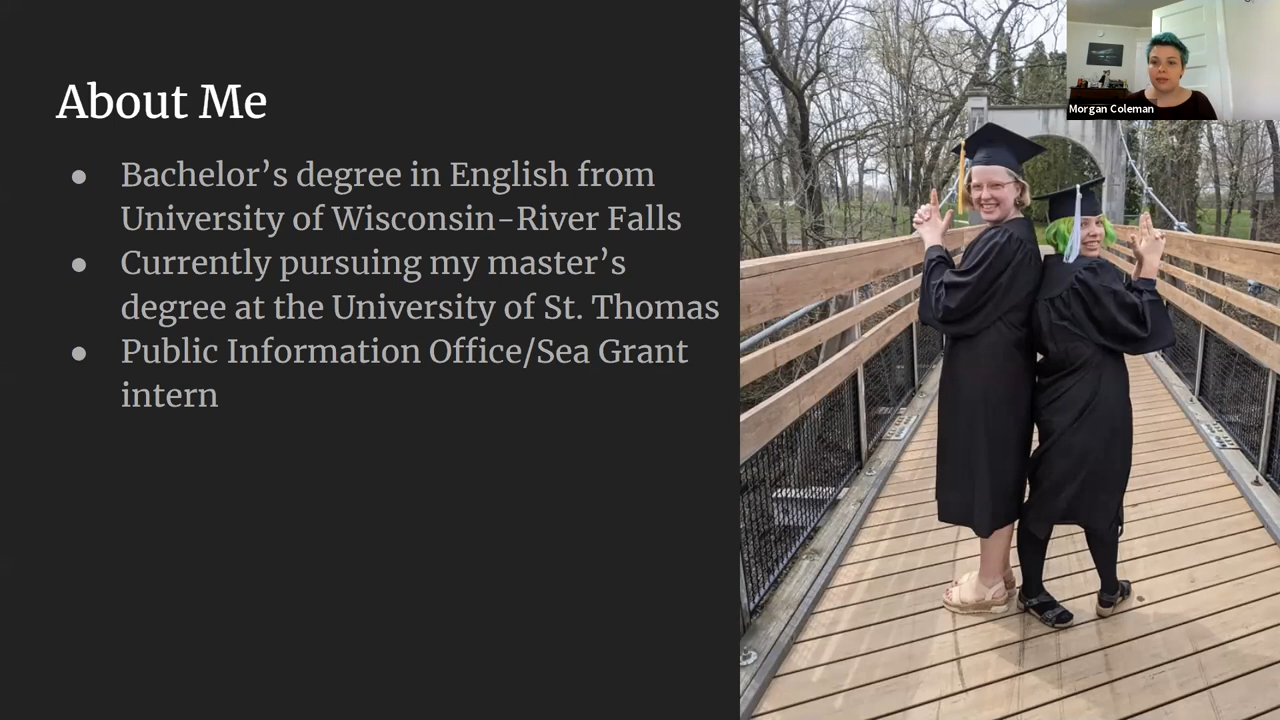 About Me
● Bachelor’s degree in English from
University of Wisconsin-River Falls
● Currently pursuing my master’s
degree at the University of St. Thomas
● Public Information Office/Sea Grant
intern
Morgan Coleman